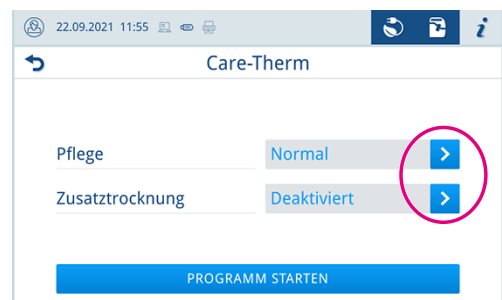 22.09.2021 11:55
i
Care-Therm
Pflege Normal
Zusatztrocknung Deaktiviert
PROGRAMM STARTEN